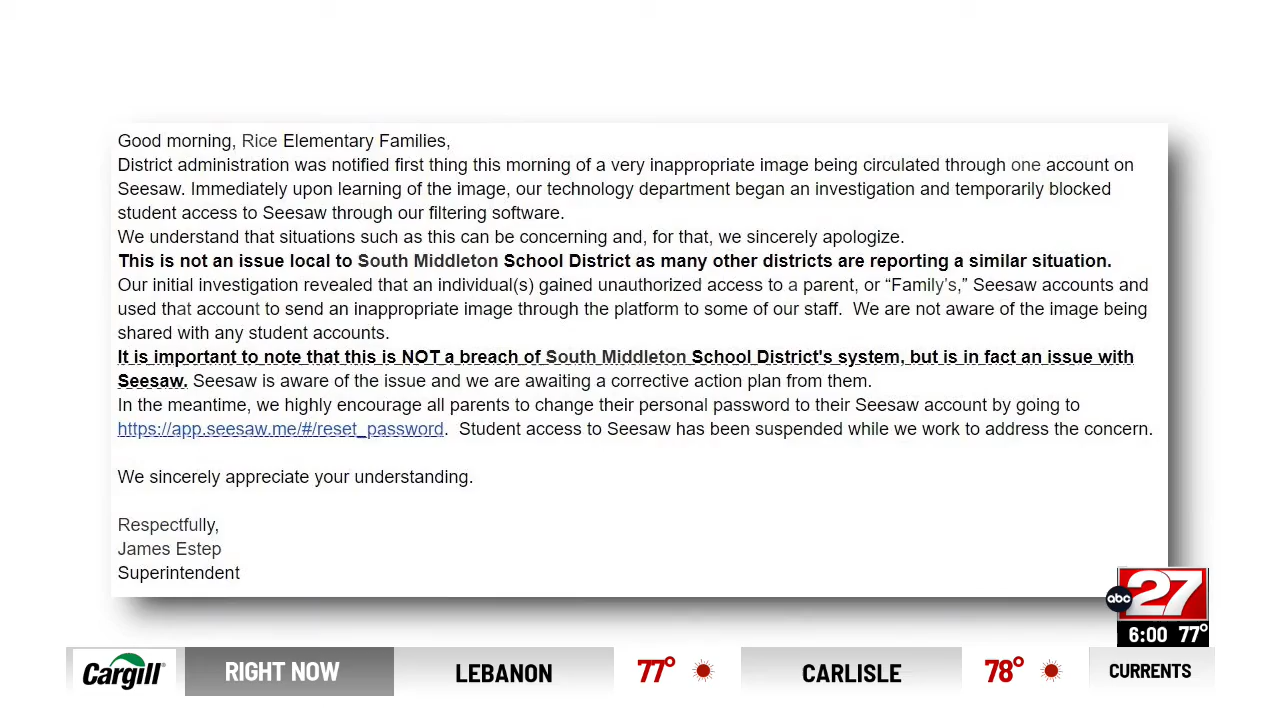 Good morning, Rice Elementary Families,
District administration was notified first thing this morning of a very inappropriate image being circulated through one account on
Seesaw. Immediately upon learning of the image, our technology department began an investigation and temporarily blocked
student access to Seesaw through our filtering software.
We understand that situations such as this can be concerning and, for that, we sincerely apologize.
This is not an issue local to South Middleton School District as many other districts are reporting a similar situation.
Our initial investigation revealed that an individual(s) gained unauthorized access to a parent, or “Family’s,” Seesaw accounts and
used that account to send an inappropriate image through the platform to some of our staff.  We are not aware of the image being
shared with any student accounts.
It is important to note that this is NOT a breach of South Middleton School District's system, but is in fact an issue with
Seesaw. Seesaw is aware of the issue and we are awaiting a corrective action plan from them.
In the meantime, we highly encourage all parents to change their personal password to their Seesaw account by going to
https://app.seesaw.me/#/reset_password.  Student access to Seesaw has been suspended while we work to address the concern.
We sincerely appreciate your understanding.
Respectfully,
James Estep
Superintendent
abc 27
6:00 77°
Cargill® RIGHT NOW LEBANON 77° CARLISLE 78° CURRENTS